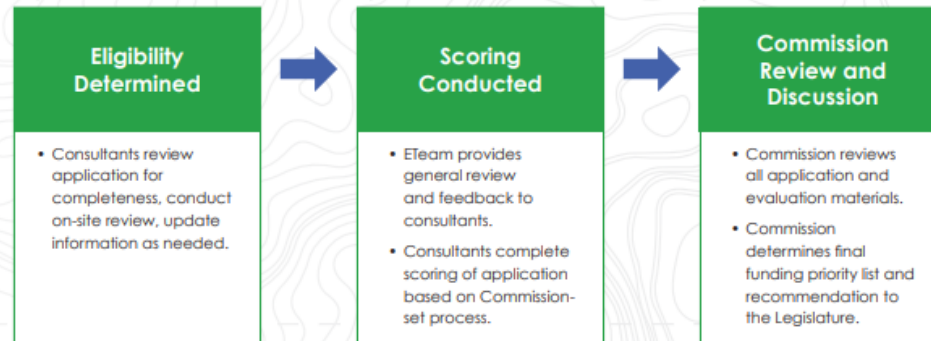 Eligibility
Determined
• Consultants review
application for
completeness, conduct
on-site review, update
information as needed.
Scoring
Conducted
• ETeam provides
general review
and feedback to
consultants.
• Consultants complete
scoring of application
based on Commission-
set process.
Commission
Review and
Discussion
• Commission reviews
all application and
evaluation materials.
• Commission
determines final
funding priority list and
recommendation to
the Legislature.